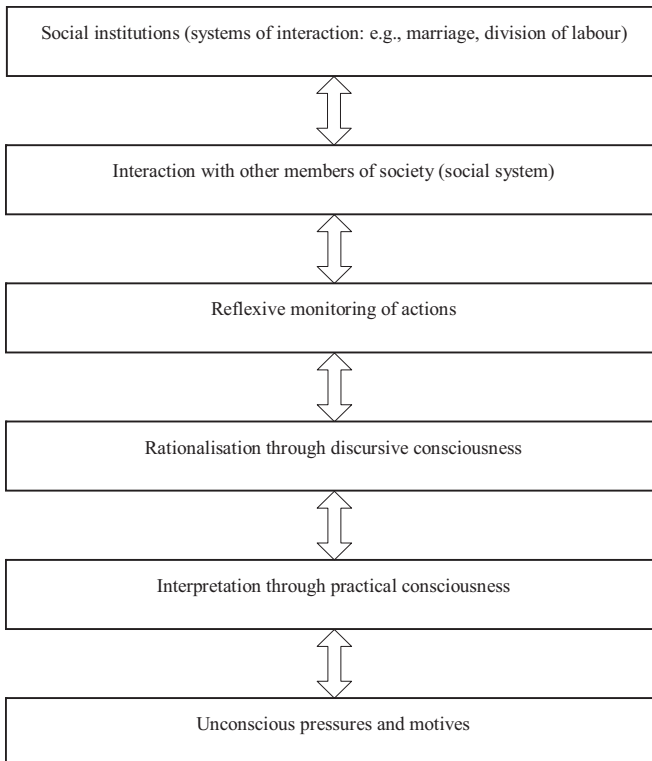 Social institutions (systems of interaction: e.g., marriage, division of labour)
Interaction with other members of society (social system)
Reflexive monitoring of actions
Rationalisation through discursive consciousness
Interpretation through practical consciousness
Unconscious pressures and motives